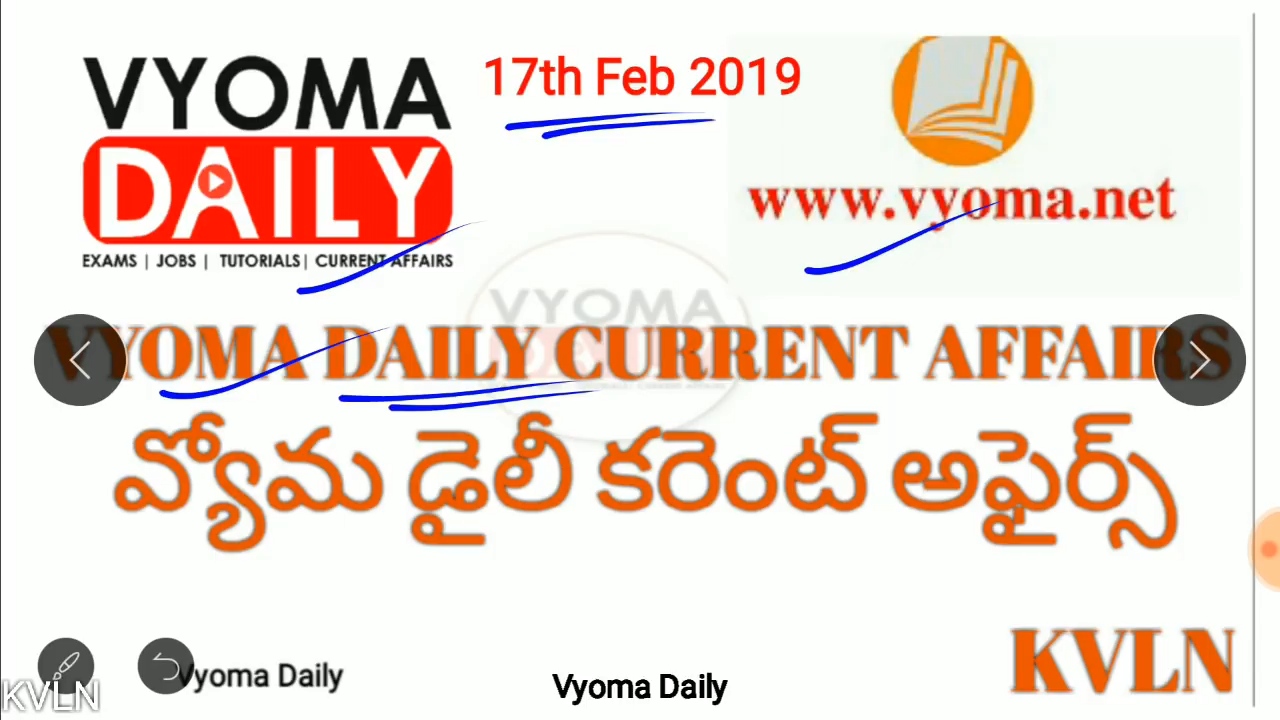 VYOMA
DAILY
EXAMS | JOBS | TUTORIALS | CURRENT AFFAIRS
17th Feb 2019
www.vyoma.net
VYOMA
VYOMA DAILY CURRENT AFFAIRS
వ్యోమ డైలీ కరెంట్ అఫైర్స్
KVLN
Vyoma Daily
Vyoma Daily
KVLN